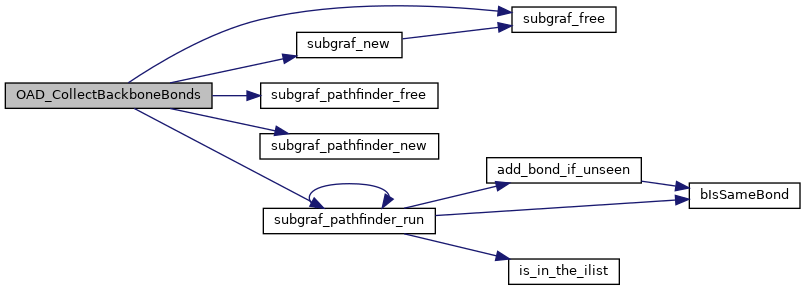 subgraf_free
subgraf_new
OAD_CollectBackboneBonds
subgraf_pathfinder_free
subgraf_pathfinder_new
add_bond_if_unseen
bIsSameBond
subgraf_pathfinder_run
is_in_the_ilist